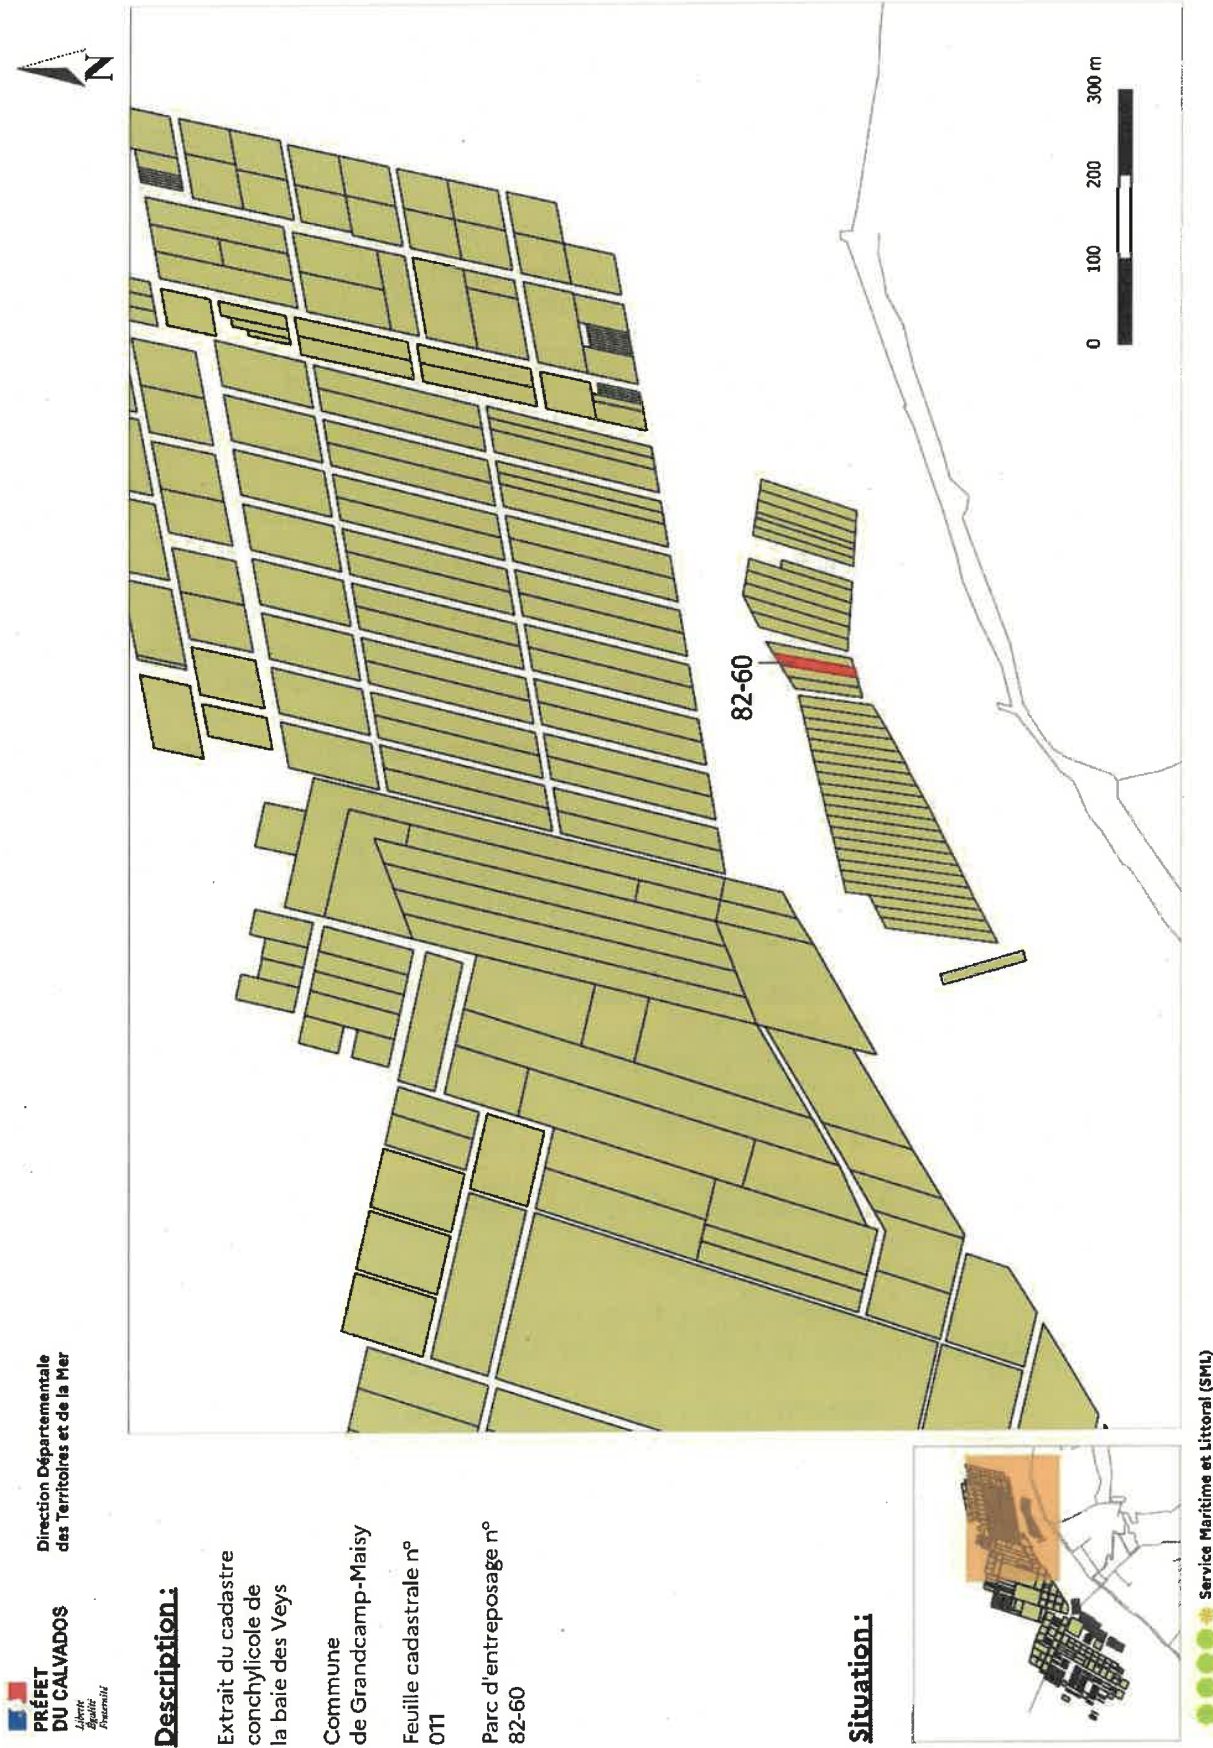 PRÉFET
DU CALVADOS
Liberté
Égalité
Fraternité
Direction Départementale
des Territoires et de la Mer
Description :
Extrait du cadastre
conchylicole de
la baie des Veys
Commune
de Grandcamp-Maisy
Feuille cadastrale n°
011
Parc d'entreposage n°
82-60
Situation :
N
82-60
0 100 200 300 m
Service Maritime et Littoral (SML)